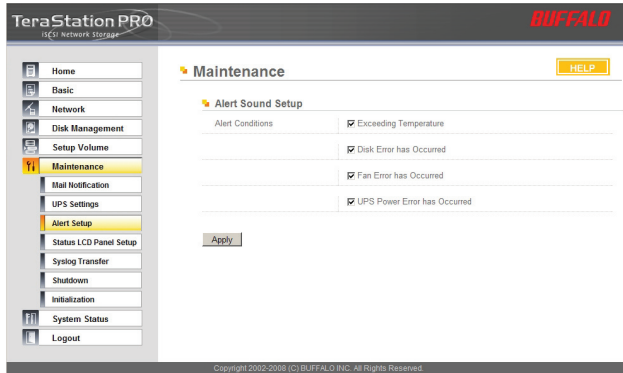 TeraStation PRO
iSCSI Network Storage
BUFFALO
Home
Basic
Network
Disk Management
Setup Volume
Maintenance
Mail Notification
UPS Settings
Alert Setup
Status LCD Panel Setup
Syslog Transfer
Shutdown
Initialization
System Status
Logout
Maintenance
HELP
Alert Sound Setup
Alert Conditions
Exceeding Temperature
Disk Error has Occurred
Fan Error has Occurred
UPS Power Error has Occurred
Apply
Copyright 2002-2008 (C) BUFFALO INC. All Rights Reserved.